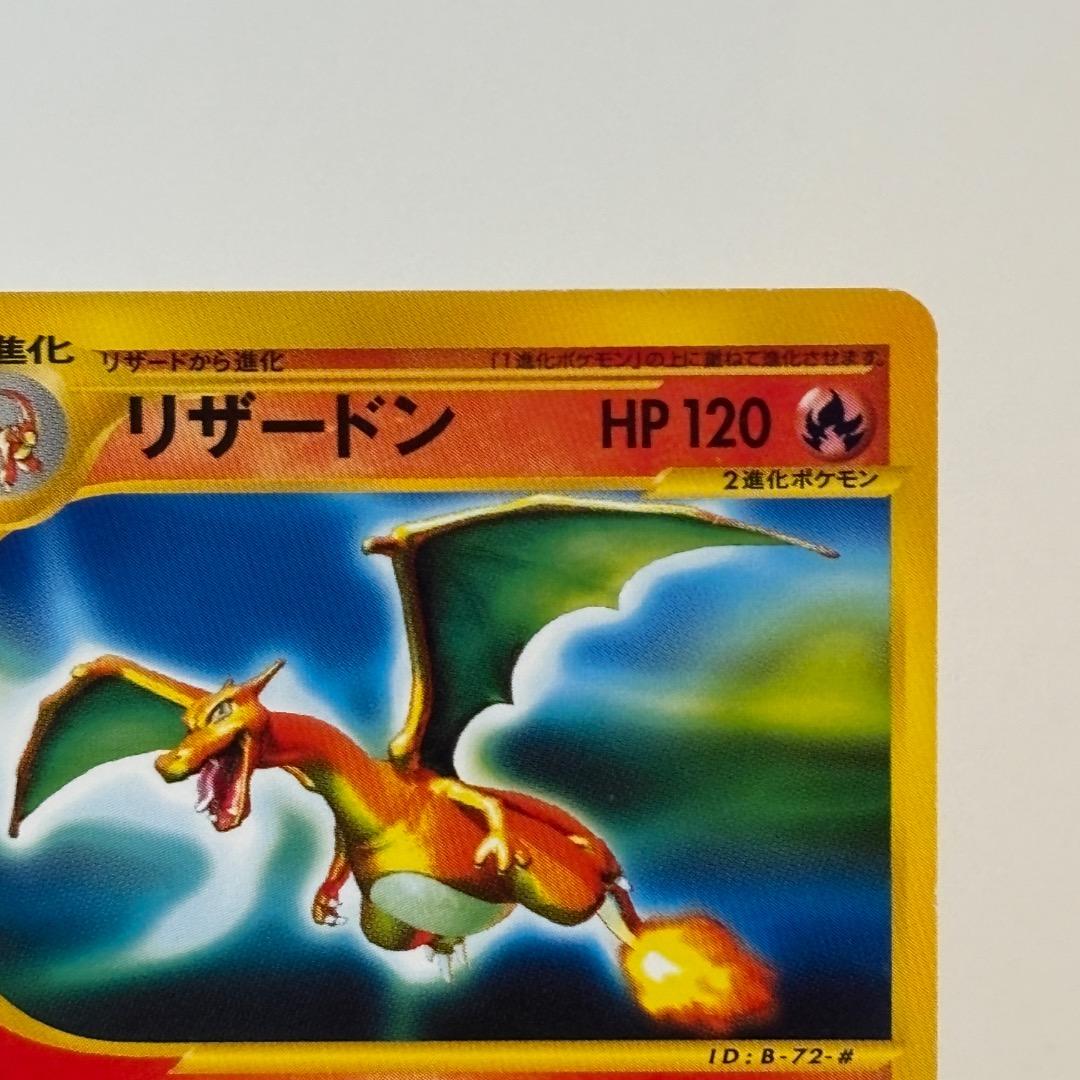 進化
リザードから進化 「1進化ポケモン」の上に重ねて進化させます。
リザードン HP 120
2進化ポケモン
ID:B-72-#